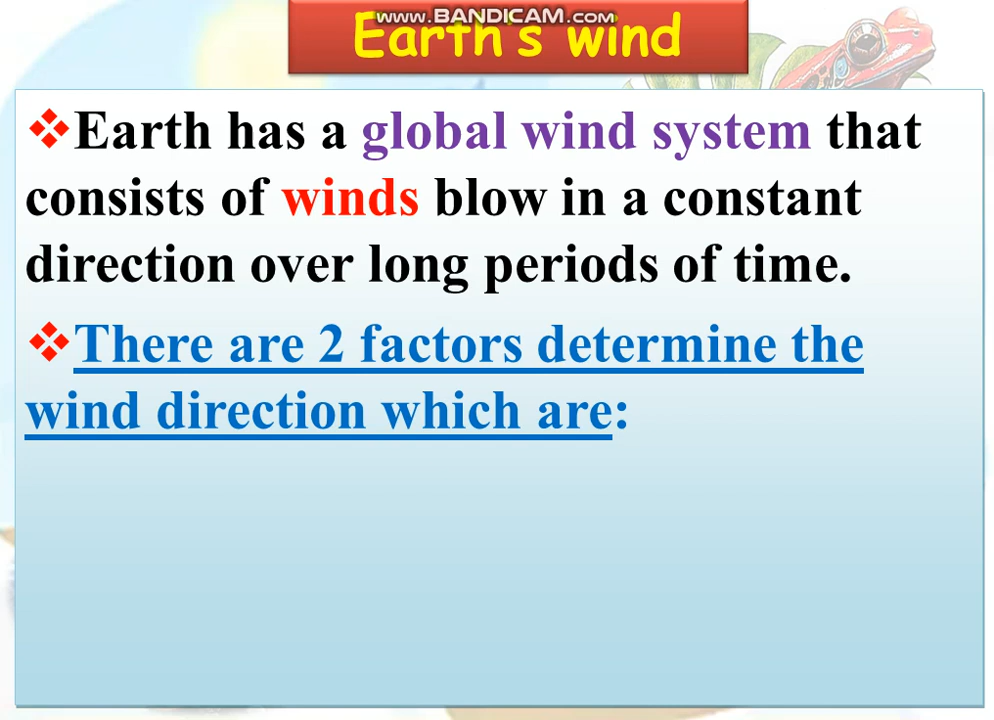 www.BANDICAM.com
Earth's wind
Earth has a global wind system that
consists of winds blow in a constant
direction over long periods of time.
There are 2 factors determine the
wind direction which are: